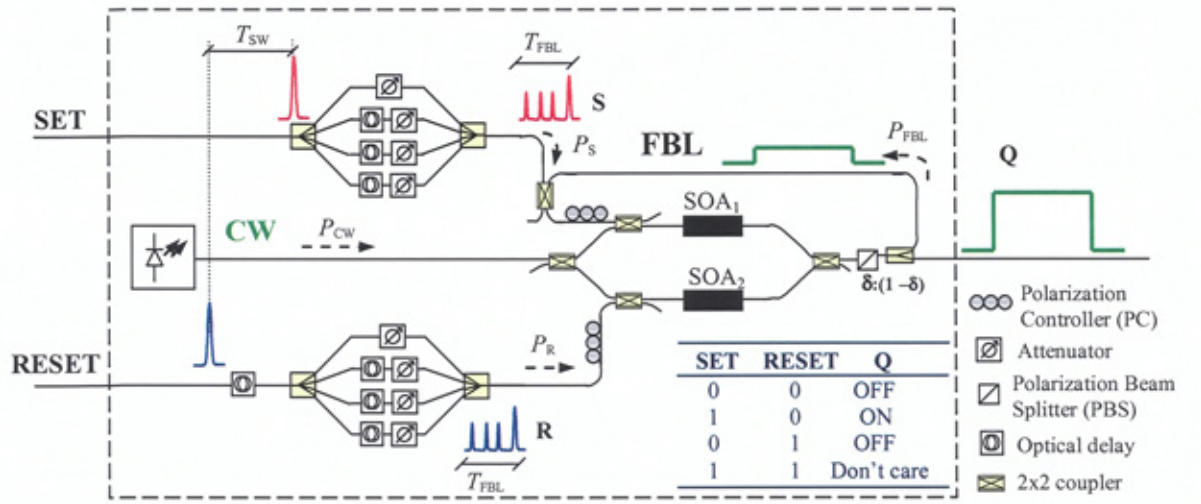 T_SW
T_FBL
SET
S
P_S
FBL
P_FBL
Q
CW
P_CW
SOA₁
SOA₂
δ:(1 –δ)
RESET
P_R
R
T_FBL
SET RESET Q
0 0 OFF
1 0 ON
0 1 OFF
1 1 Don't care
Polarization
Controller (PC)
Attenuator
Polarization Beam
Splitter (PBS)
Optical delay
2x2 coupler